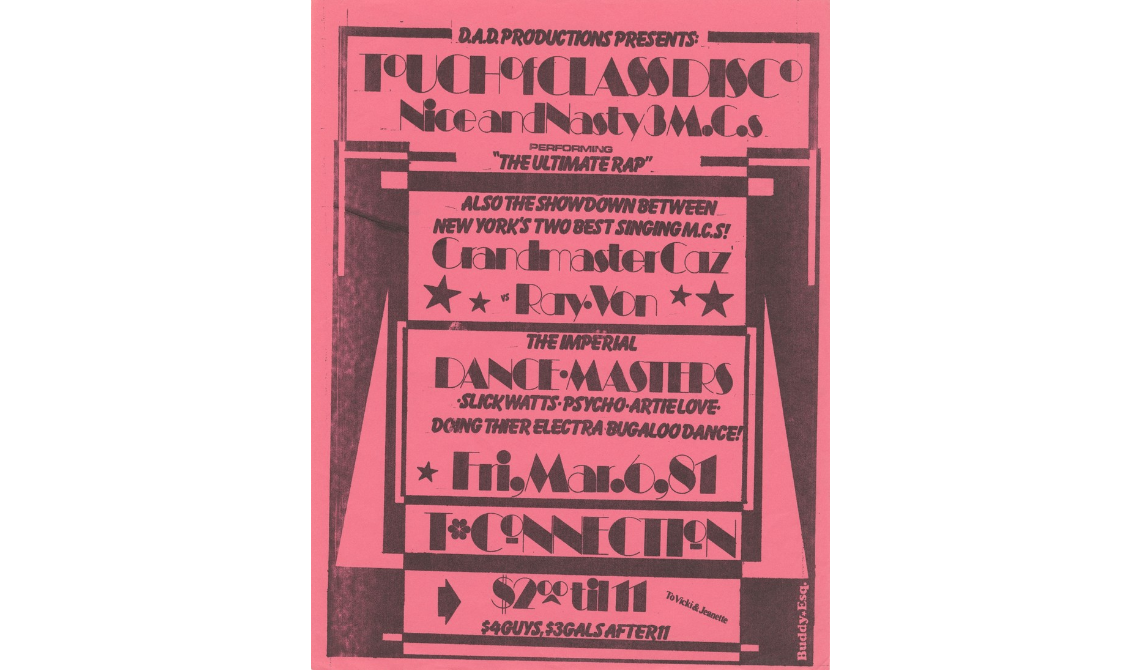 D.A.D. PRODUCTIONS PRESENTS:
ToUCH of CLASS DISCo
Nice and Nasty 3 M.C.s
PERFORMING
"THE ULTIMATE RAP"
ALSO THE SHOWDOWN BETWEEN
NEW YORK'S TWO BEST SINGING M.C.S!
Grandmaster Caz
vs Ray•Von
THE IMPERIAL
DANCE•MASTERS
•SLICK WATTS•PSYCHO•ARTIE LOVE•
DOING THIER ELECTRA BUGALOO DANCE!
Fri, Mar. 6, 81
T*CoNNECTIoN
$2.00 til 11
To Vicki & Jeanette
$4 GUYS, $3 GALS AFTER 11
Buddy•Esq•